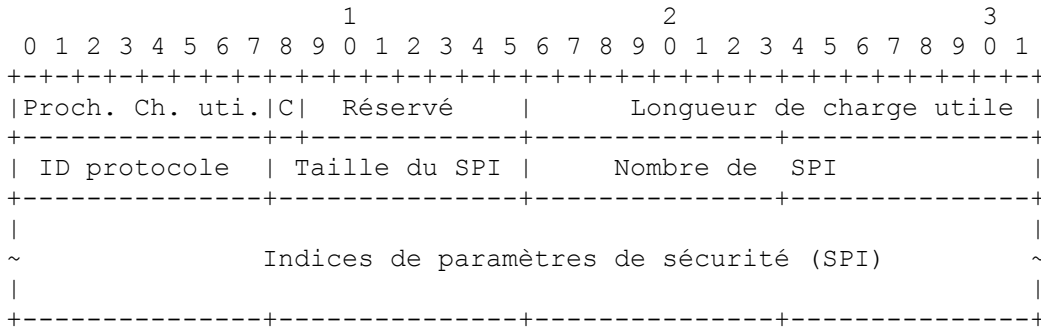 1                   2                   3
0 1 2 3 4 5 6 7 8 9 0 1 2 3 4 5 6 7 8 9 0 1 2 3 4 5 6 7 8 9 0 1
+-+-+-+-+-+-+-+-+-+-+-+-+-+-+-+-+-+-+-+-+-+-+-+-+-+-+-+-+-+-+-+-+
|Proch. Ch. uti.|C|  Réservé    |      Longueur de charge utile |
+---------------+-+-------------+---------------+---------------+
| ID protocole  | Taille du SPI |     Nombre de  SPI            |
+---------------+---------------+---------------+---------------+
|                                                               |
~               Indices de paramètres de sécurité (SPI)         ~
|                                                               |
+---------------+---------------+---------------+---------------+